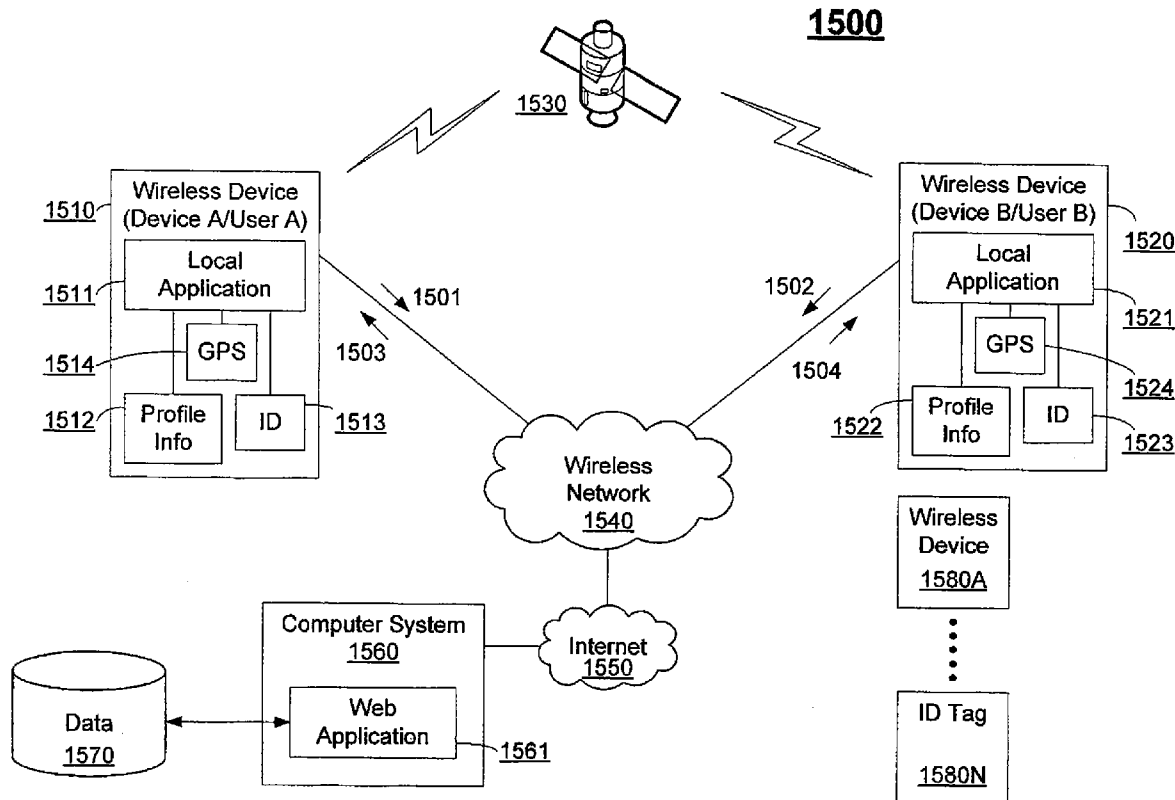 1500
1530
Wireless Device
(Device A/User A)
1510
Local
Application
1511
GPS
1514
Profile
Info
1512
ID
1513
1501
1503
Wireless Device
(Device B/User B)
1520
Local
Application
1521
GPS
1524
Profile
Info
1522
ID
1523
1502
1504
Wireless
Network
1540
Wireless
Device
1580A
ID Tag
1580N
Internet
1550
Computer System
1560
Web
Application
1561
Data
1570